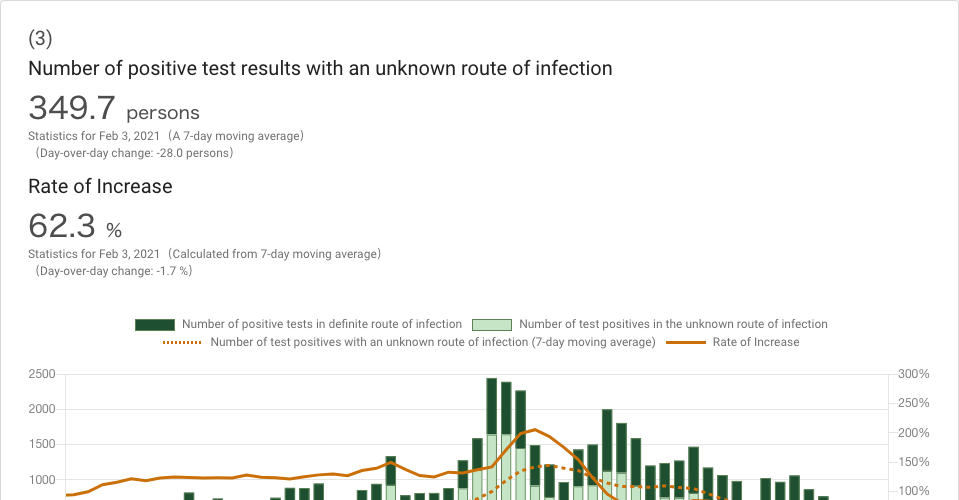 (3)
Number of positive test results with an unknown route of infection
349.7 persons
Statistics for Feb 3, 2021（A 7-day moving average）
（Day-over-day change: -28.0 persons）
Rate of Increase
62.3 %
Statistics for Feb 3, 2021（Calculated from 7-day moving average）
（Day-over-day change: -1.7 %）
Number of positive tests in definite route of infection Number of test positives in the unknown route of infection
Number of test positives with an unknown route of infection (7-day moving average) Rate of Increase
2500 300%
250%
2000
200%
1500
150%
1000
100%